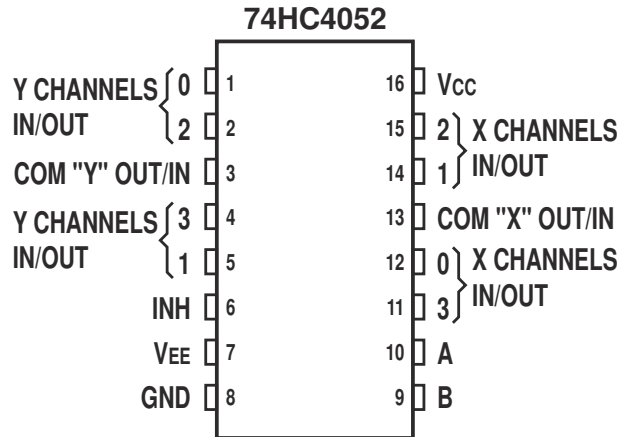 74HC4052
Y CHANNELS 0 1 16 VCC
IN/OUT 2 2 15 2 X CHANNELS
COM "Y" OUT/IN 3 14 1 IN/OUT
Y CHANNELS 3 4 13 COM "X" OUT/IN
IN/OUT 1 5 12 0 X CHANNELS
INH 6 11 3 IN/OUT
VEE 7 10 A
GND 8 9 B